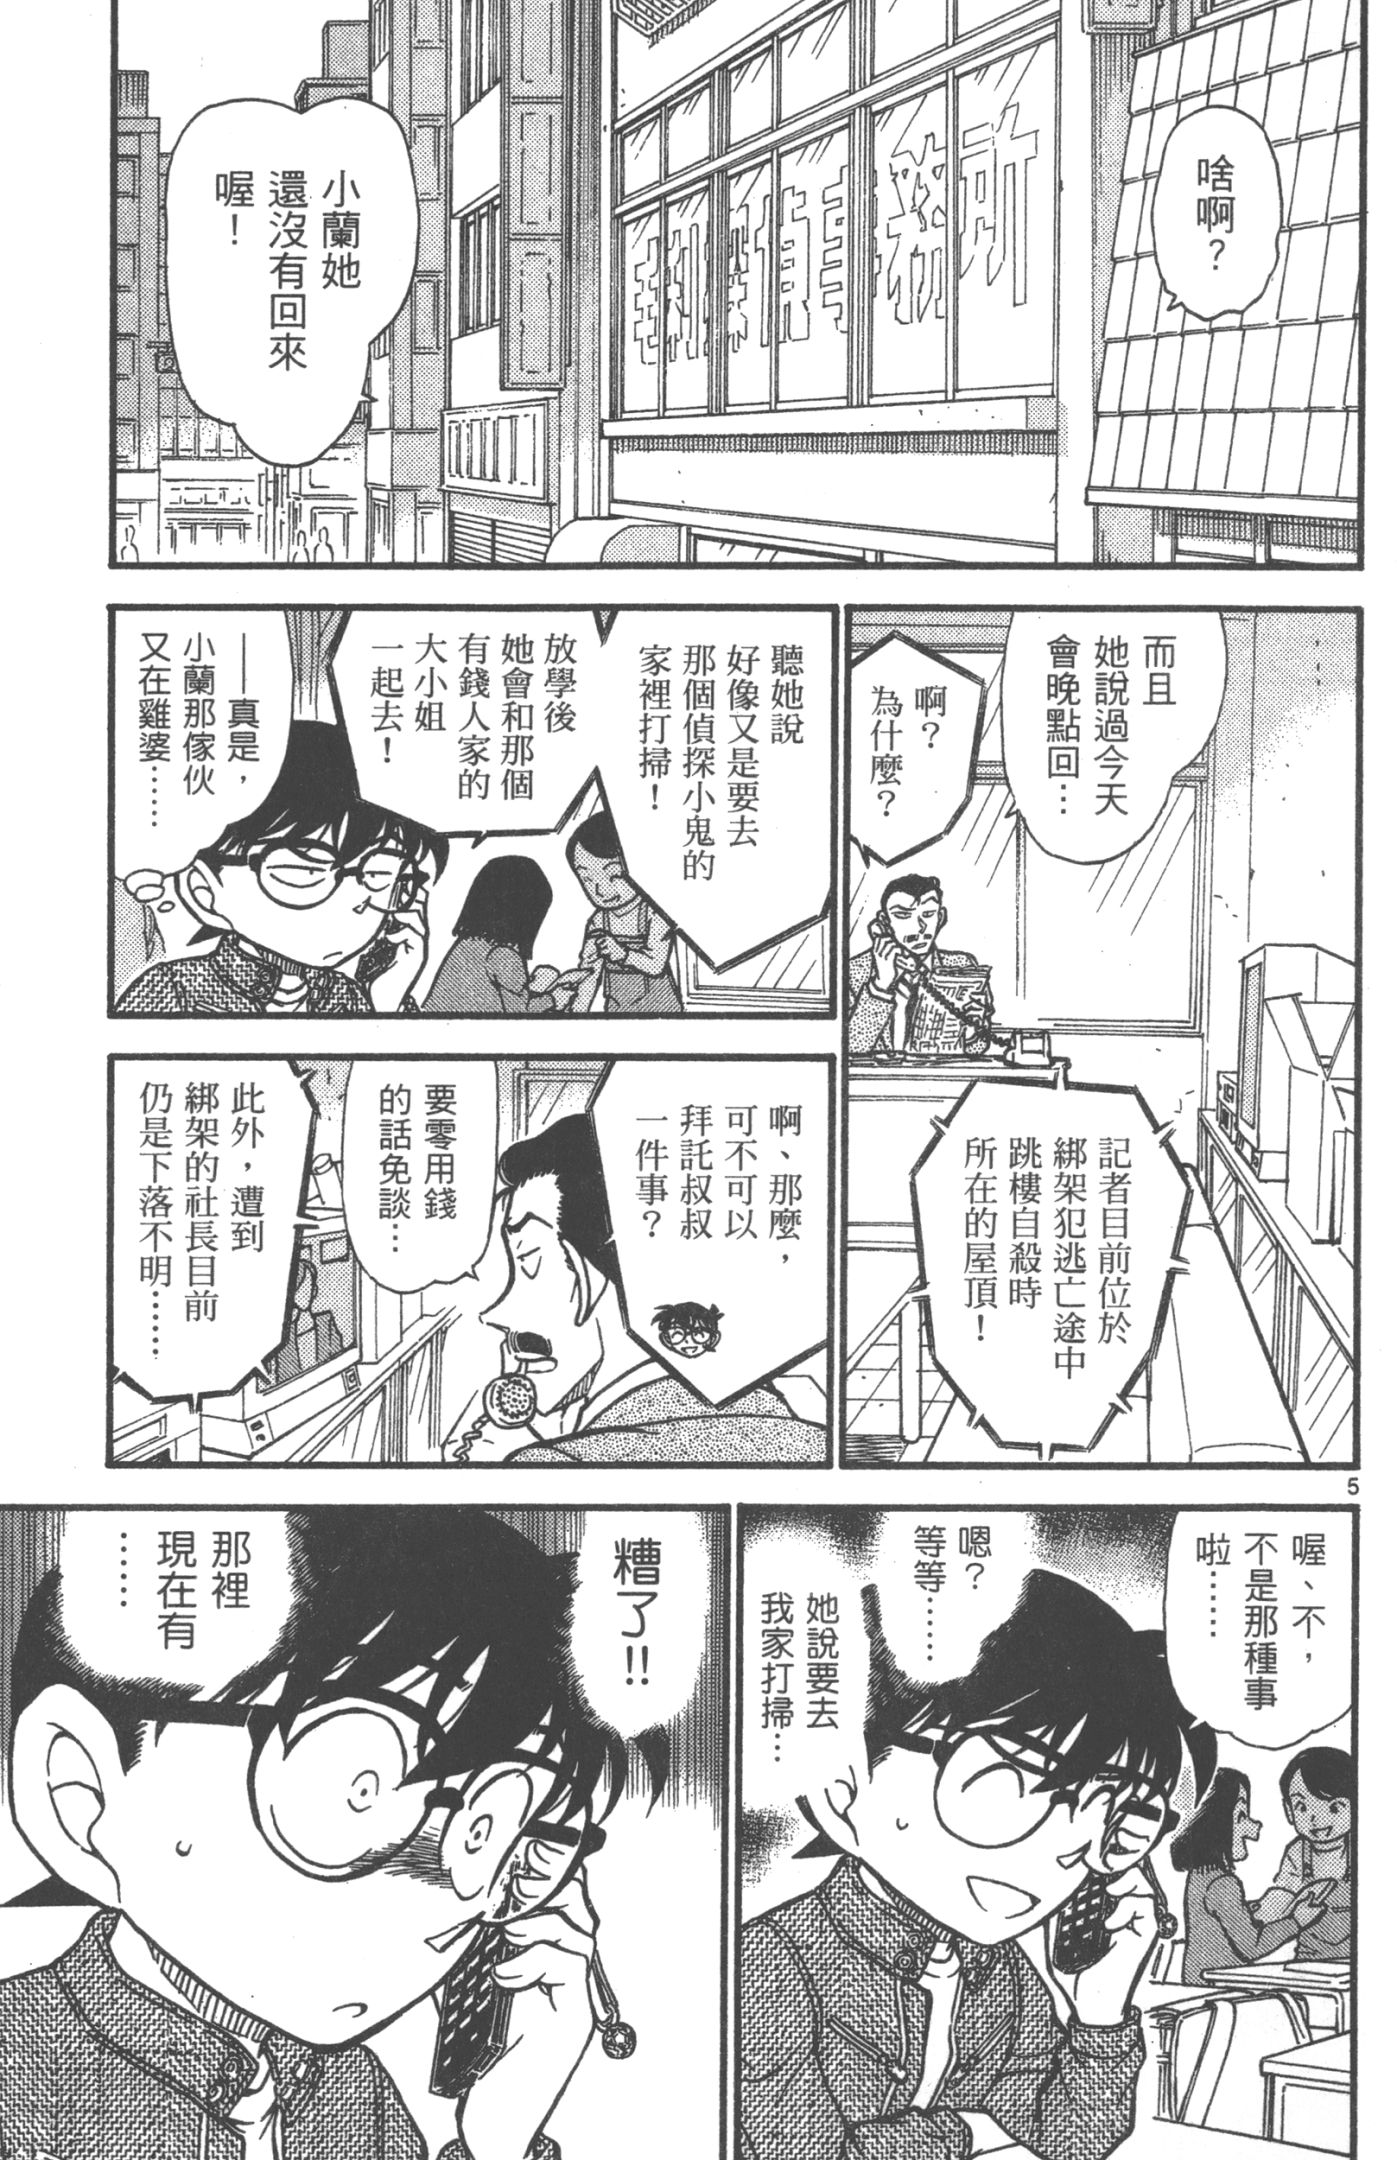 啥啊？
毛利偵探事務所
小蘭她
還沒有回來
喔！
而且
她說過今天
會晚點回…
啊？
為什麼？
記者目前位於
綁架犯逃亡途中
跳樓自殺時
所在的屋頂！
聽她說
好像又是要去
那個偵探小鬼的
家裡打掃！
放學後
她會和那個
有錢人家的
大小姐
一起去！
——真是，
小蘭那傢伙
又在雞婆……
啊、那麼，
可不可以
拜託叔叔
一件事？
要零用錢
的話免談…
此外，遭到
綁架的社長目前
仍是下落不明……
5
喔、不，
不是那種事
啦……
嗯？
等等……
她說要去
我家打掃…
糟了!!
那裡
現在有
……